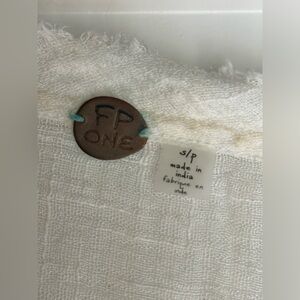 FP
ONE
s/p
made in
india
fabriqué en
inde